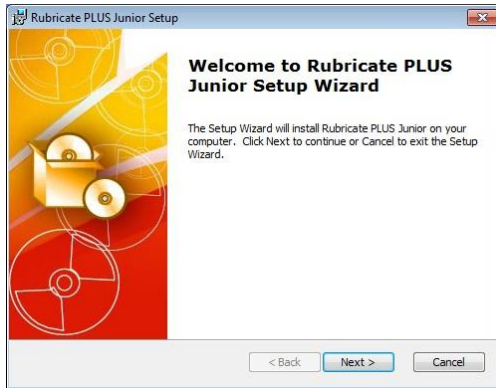 Rubricate PLUS Junior Setup
Welcome to Rubricate PLUS
Junior Setup Wizard
The Setup Wizard will install Rubricate PLUS Junior on your
computer. Click Next to continue or Cancel to exit the Setup
Wizard.
< Back Next > Cancel